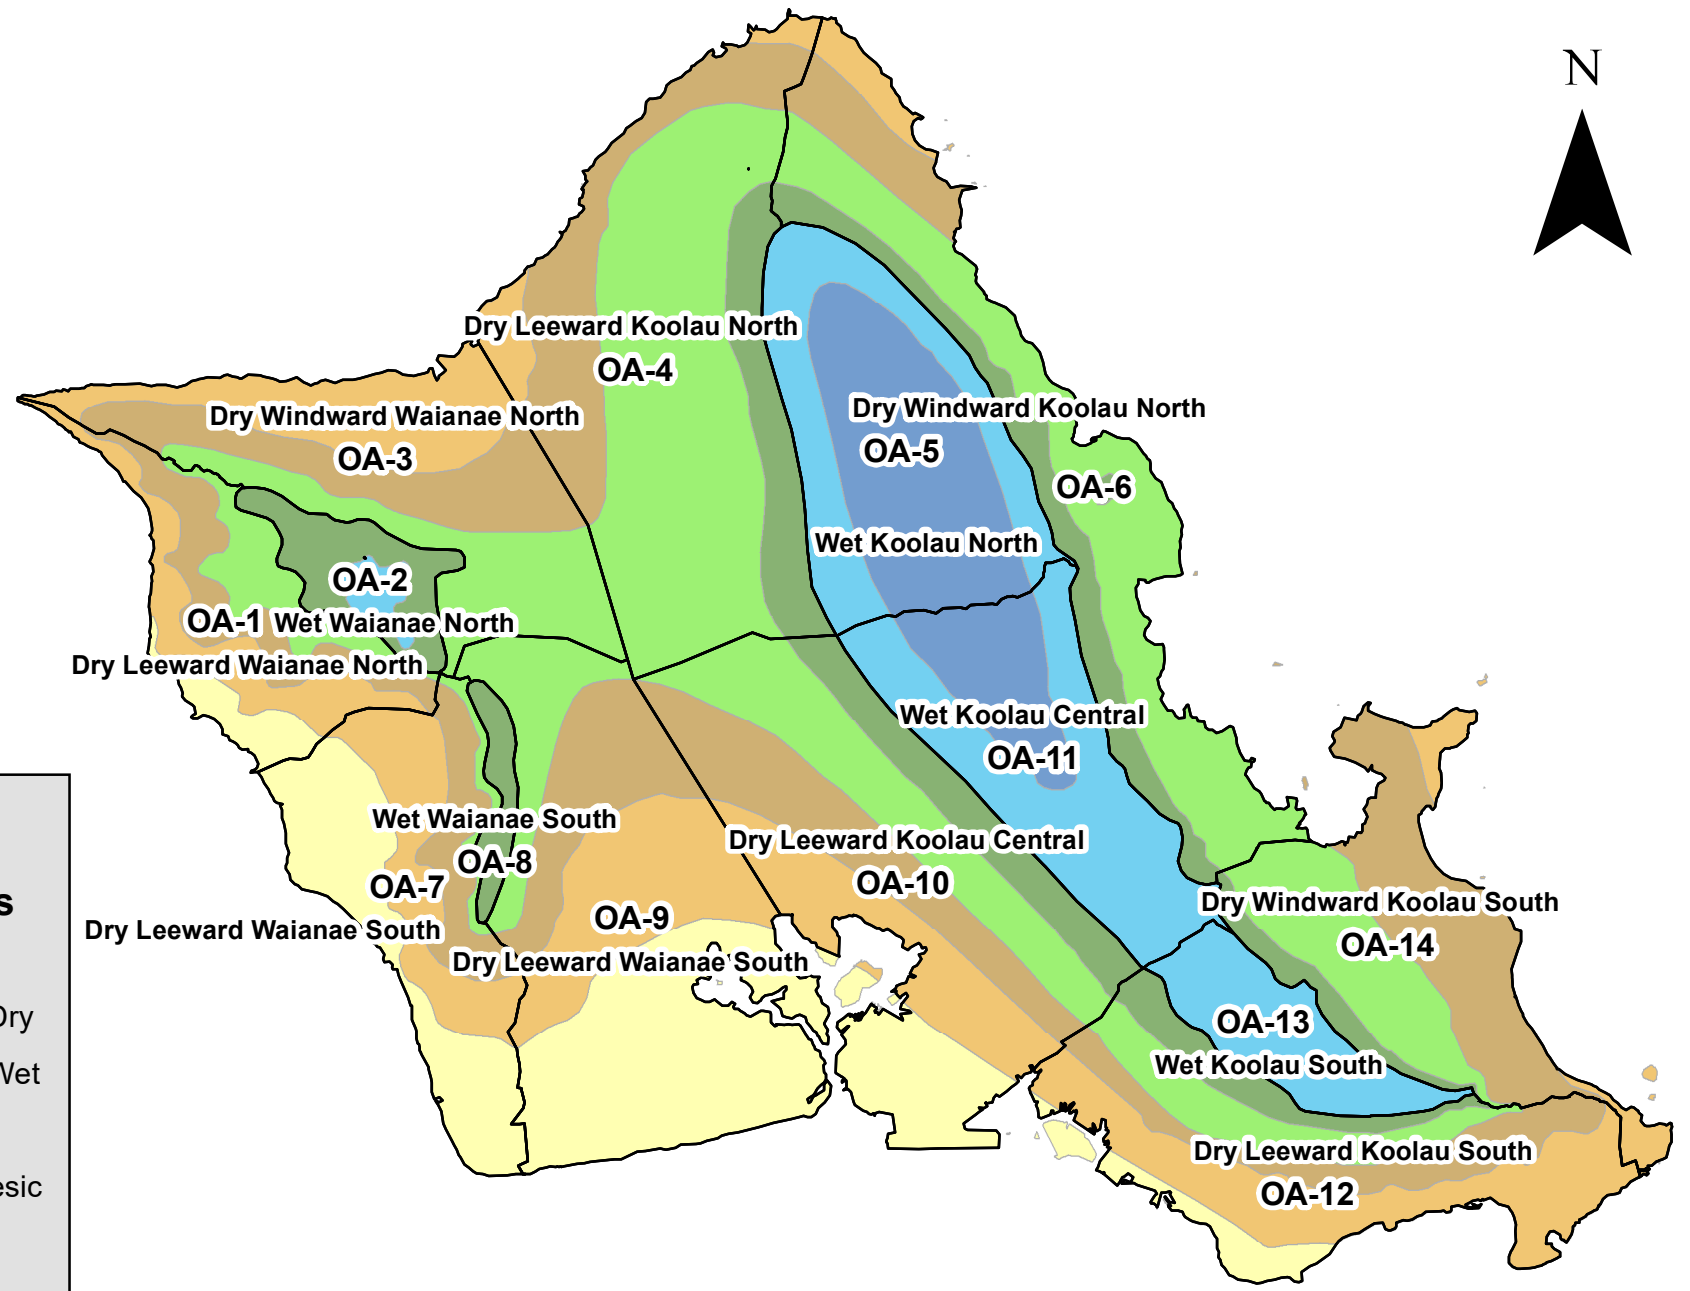 N
Dry Leeward Koolau North
OA-4
Dry Windward Waianae North
OA-3
Dry Windward Koolau North
OA-5
OA-6
Wet Koolau North
OA-2
OA-1
Wet Waianae North
Dry Leeward Waianae North
Wet Koolau Central
OA-11
Wet Waianae South
OA-8
OA-7
Dry Leeward Waianae South
Dry Leeward Koolau Central
OA-10
OA-9
Dry Leeward Waianae South
Dry Windward Koolau South
OA-14
OA-13
Wet Koolau South
Dry Leeward Koolau South
OA-12
s
Dry
Wet
esic